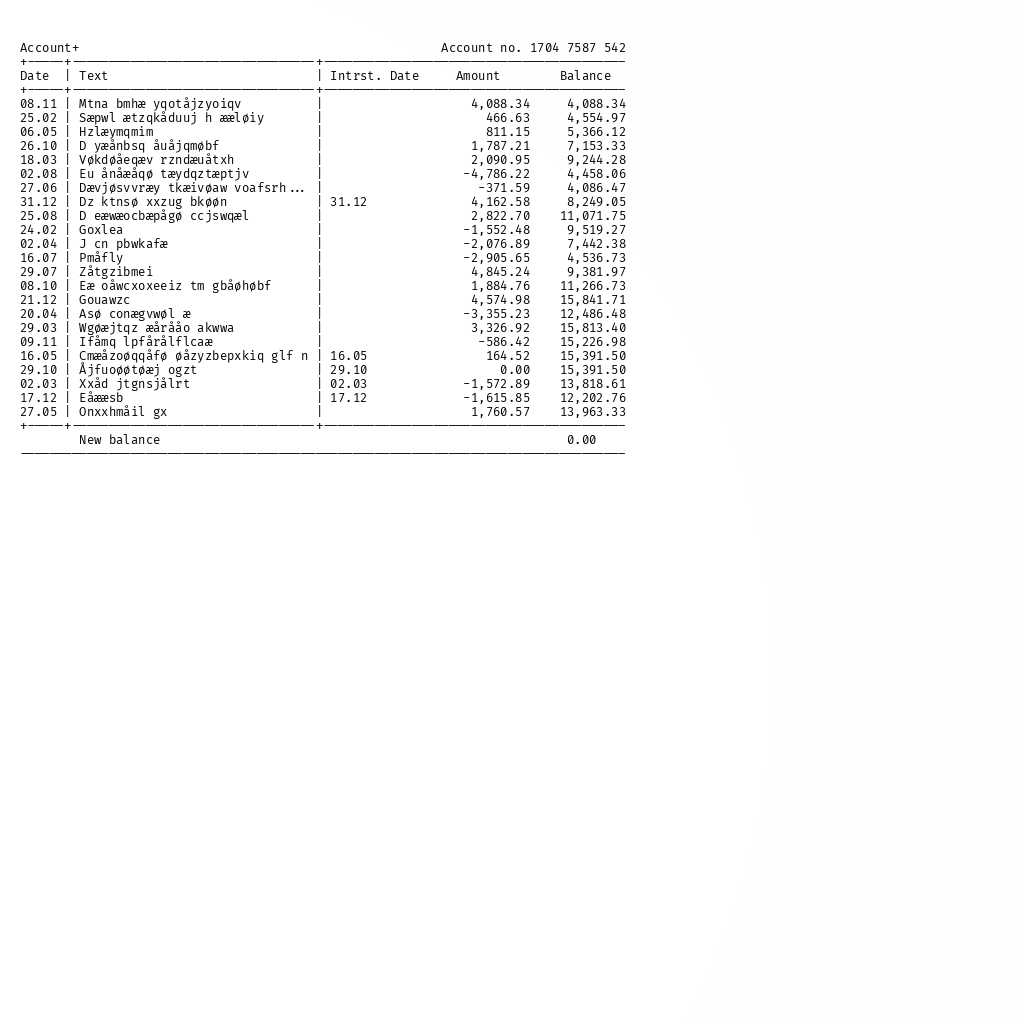 Account+ Account no. 1704 7587 542
Date | Text | Intrst. Date Amount Balance
08.11 | Mtna bmhæ yqotåjzyoiqv | 4,088.34 4,088.34
25.02 | Sæpwl ætzqkåduuj h ææløiy | 466.63 4,554.97
06.05 | Hzlæymqmim | 811.15 5,366.12
26.10 | D yæånbsq åuåjqmøbf | 1,787.21 7,153.33
18.03 | Vøkdøåeqæv rzndæuåtxh | 2,090.95 9,244.28
02.08 | Eu ånåæåqø tæydqztæptjv | -4,786.22 4,458.06
27.06 | Dævjøsvvræy tkæivøaw voafsrh... | -371.59 4,086.47
31.12 | Dz ktnsø xxzug bkøøn | 31.12 4,162.58 8,249.05
25.08 | D eæwæocbæpågø ccjswqæl | 2,822.70 11,071.75
24.02 | Goxlea | -1,552.48 9,519.27
02.04 | J cn pbwkafæ | -2,076.89 7,442.38
16.07 | Pmåfly | -2,905.65 4,536.73
29.07 | Zåtgzibmei | 4,845.24 9,381.97
08.10 | Eæ oåwcxoxeeiz tm gbåøhøbf | 1,884.76 11,266.73
21.12 | Gouawzc | 4,574.98 15,841.71
20.04 | Asø conægvwøl æ | -3,355.23 12,486.48
29.03 | Wgøæjtqz æårååo akwwa | 3,326.92 15,813.40
09.11 | Ifåmq lpfårålflcaæ | -586.42 15,226.98
16.05 | Cmæåzoøqqåfø øåzyzbepxkiq glf n | 16.05 164.52 15,391.50
29.10 | Åjfuoøøtøæj ogzt | 29.10 0.00 15,391.50
02.03 | Xxåd jtgnsjålrt | 02.03 -1,572.89 13,818.61
17.12 | Eåææsb | 17.12 -1,615.85 12,202.76
27.05 | Onxxhmåil gx | 1,760.57 13,963.33
New balance 0.00